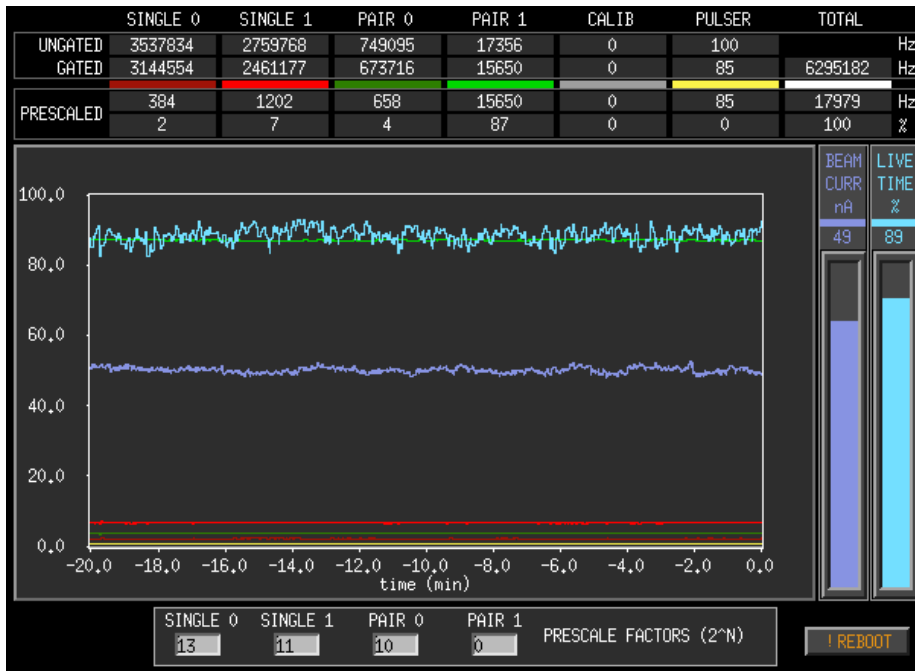 SINGLE 0 SINGLE 1 PAIR 0 PAIR 1 CALIB PULSER TOTAL
UNGATED 3537834 2759768 749095 17356 0 100 Hz
GATED 3144554 2461177 673716 15650 0 85 6295182 Hz
PRESCALED 384 1202 658 15650 0 85 17979 Hz
2 7 4 87 0 0 100 %
BEAM CURR nA 49
LIVE TIME % 89
100.0
80.0
60.0
40.0
20.0
0.0
-20.0 -18.0 -16.0 -14.0 -12.0 -10.0 -8.0 -6.0 -4.0 -2.0 0.0
time (min)
SINGLE 0 SINGLE 1 PAIR 0 PAIR 1
13 11 10 0 PRESCALE FACTORS (2^N)
!REBOOT